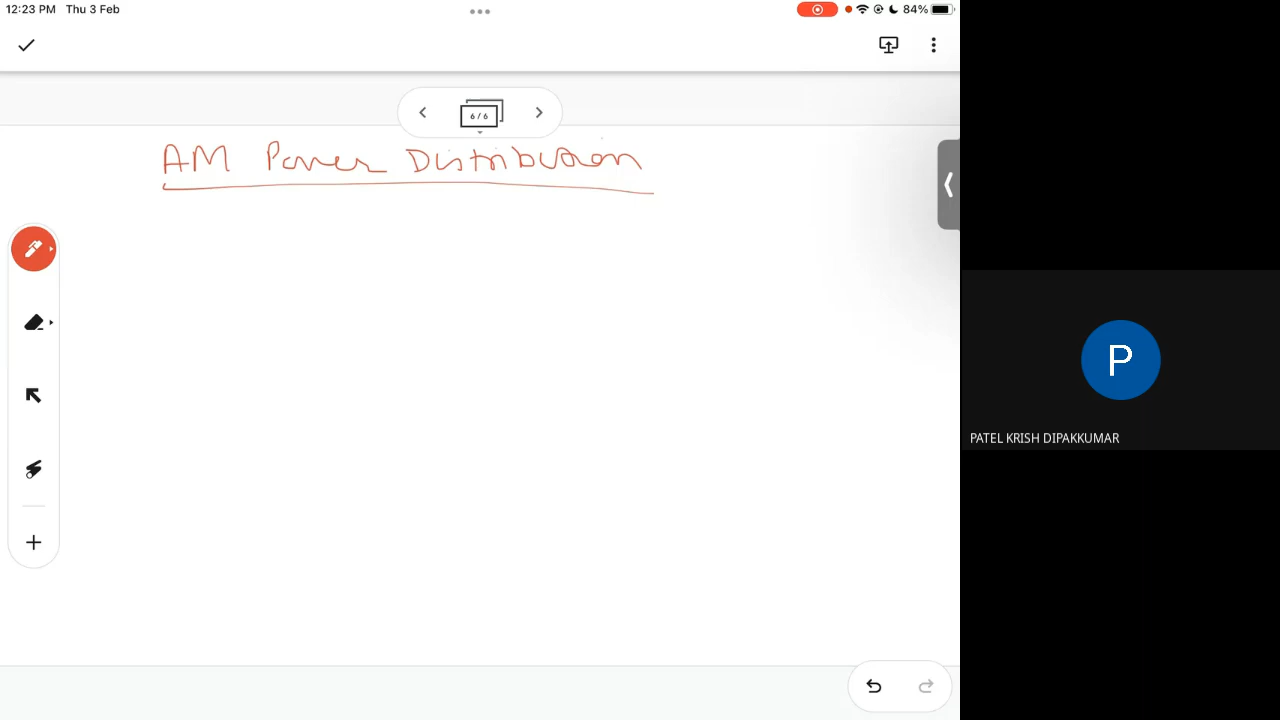 12:23 PM Thu 3 Feb
84%
6 / 6
AM Power Distribution
P
PATEL KRISH DIPAKKUMAR